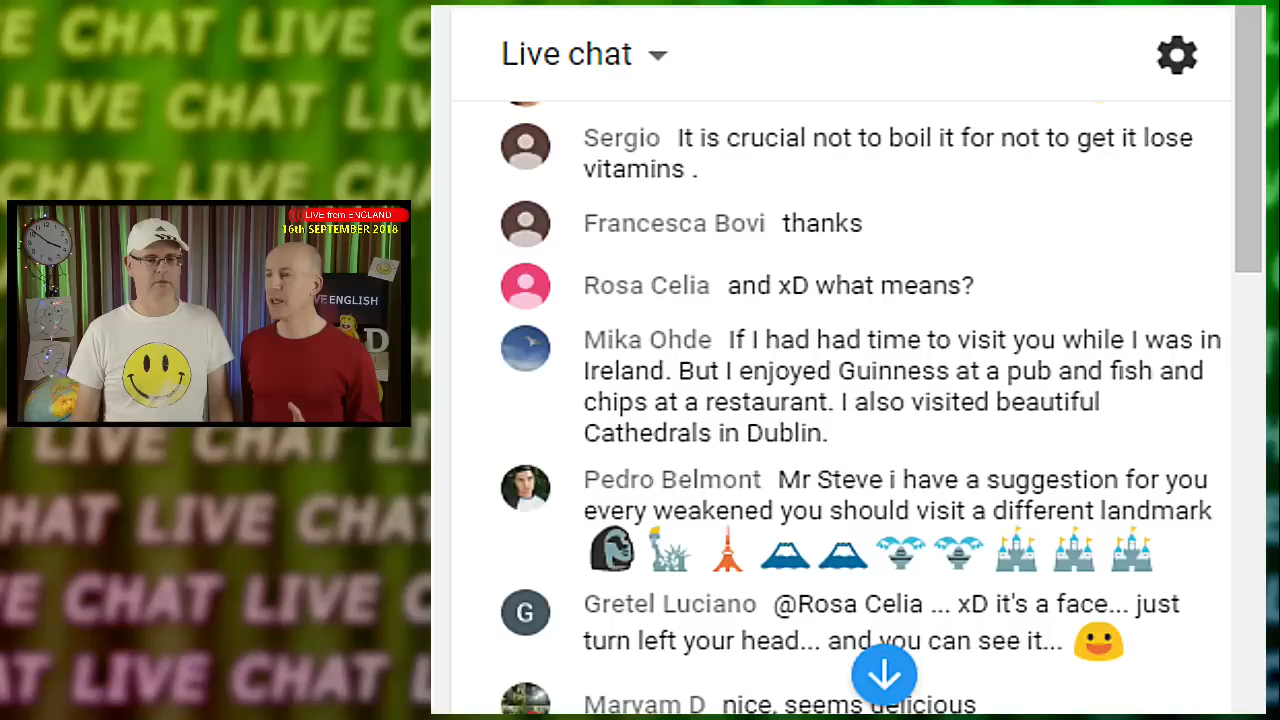 E CHAT LIVE C
LIVE CHAT LIV
CHAT LIVE
LIVE from ENGLAND
16th SEPTEMBER 2018
VE ENGLISH
D
LIVE CHAT LIVE
HAT LIVE CHAT
E CHAT LIVE C
T LIVE CHAT L
Live chat
Sergio It is crucial not to boil it for not to get it lose
vitamins .
Francesca Bovi thanks
Rosa Celia and xD what means?
Mika Ohde If I had had time to visit you while I was in
Ireland. But I enjoyed Guinness at a pub and fish and
chips at a restaurant. I also visited beautiful
Cathedrals in Dublin.
Pedro Belmont Mr Steve i have a suggestion for you
every weakened you should visit a different landmark
G
Gretel Luciano @Rosa Celia ... xD it's a face... just
turn left your head... and you can see it...
Maryam D nice, seems delicious